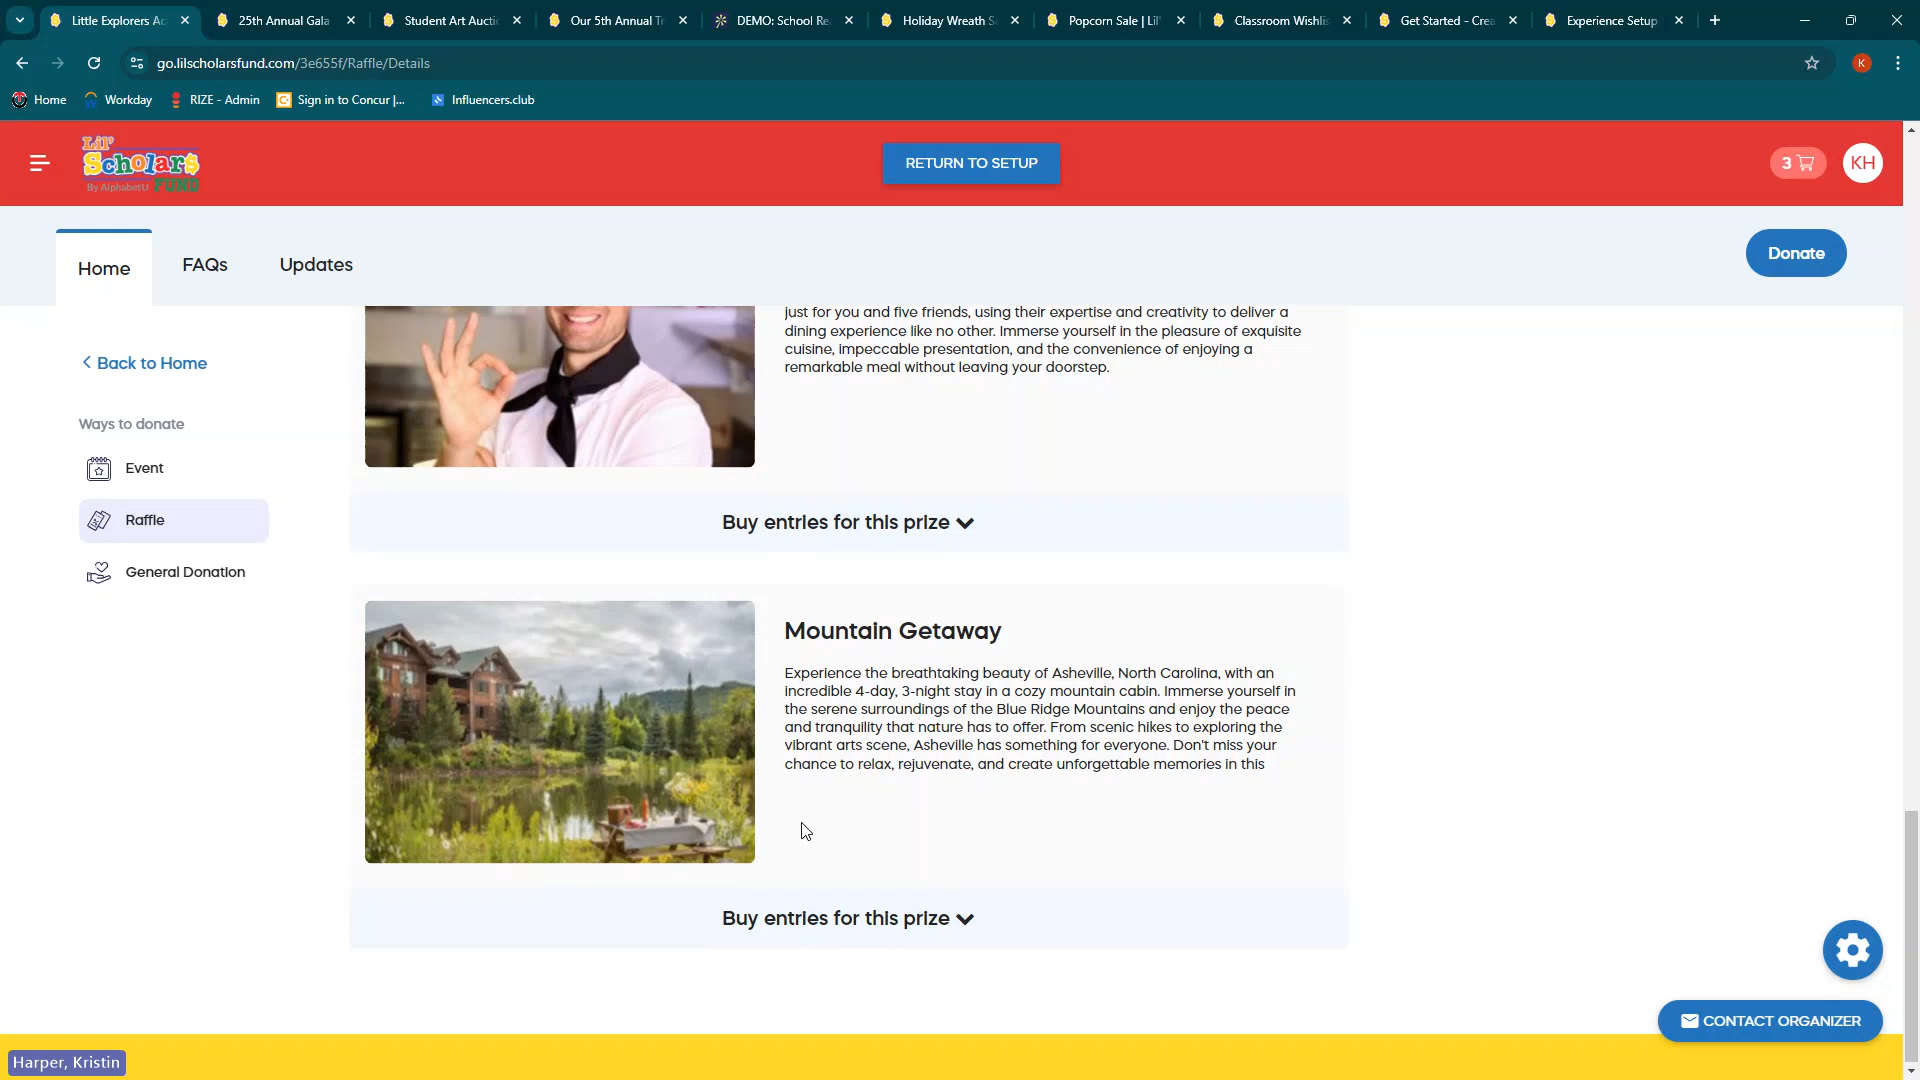 Little Explorers Ac
25th Annual Gala
Student Art Aucti
Our 5th Annual T
DEMO: School Re
Holiday Wreath S
Popcorn Sale | Lil'
Classroom Wishlis
Get Started - Crea
Experience Setup
go.lilscholarsfund.com/3e655f/Raffle/Details
K
Home
Workday
RIZE - Admin
Sign in to Concur |...
Influencers.club
Lil'
Scholars
By AlphabetU FUND
RETURN TO SETUP
3
KH
Home
FAQs
Updates
Donate
Back to Home
Ways to donate
Event
Raffle
General Donation
just for you and five friends, using their expertise and creativity to deliver a
dining experience like no other. Immerse yourself in the pleasure of exquisite
cuisine, impeccable presentation, and the convenience of enjoying a
remarkable meal without leaving your doorstep.
Buy entries for this prize
Mountain Getaway
Experience the breathtaking beauty of Asheville, North Carolina, with an
incredible 4-day, 3-night stay in a cozy mountain cabin. Immerse yourself in
the serene surroundings of the Blue Ridge Mountains and enjoy the peace
and tranquility that nature has to offer. From scenic hikes to exploring the
vibrant arts scene, Asheville has something for everyone. Don't miss your
chance to relax, rejuvenate, and create unforgettable memories in this
Buy entries for this prize
CONTACT ORGANIZER
Harper, Kristin